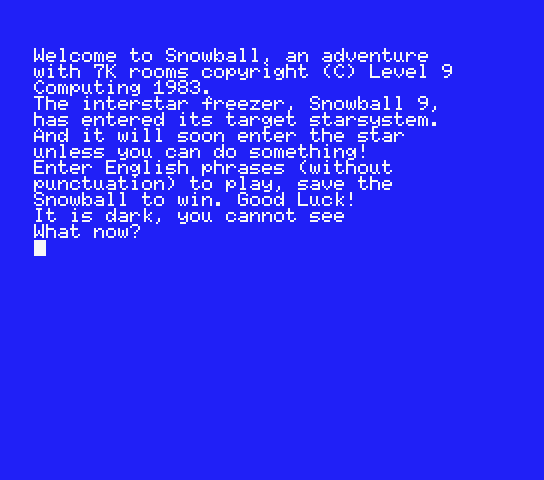 Welcome to Snowball, an adventure
with 7K rooms copyright (C) Level 9
Computing 1983.
The interstar freezer, Snowball 9,
has entered its target starsystem.
And it will soon enter the star
unless you can do something!
Enter English phrases (without
punctuation) to play, save the
Snowball to win. Good Luck!
It is dark, you cannot see
What now?